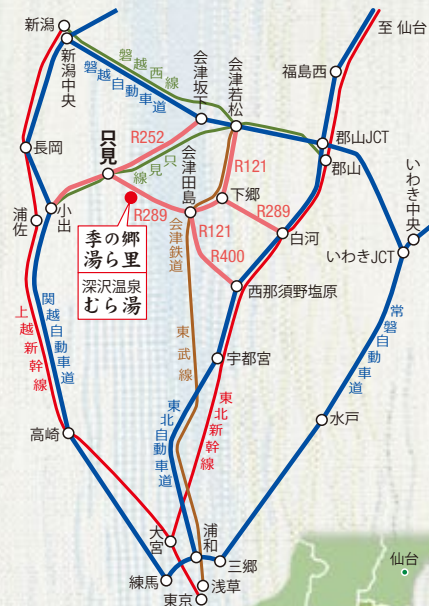 新潟
新潟中央
磐越西線
磐越自動車道
会津坂下
会津若松
至 仙台
福島西
長岡
只見
R252
只見線
会津田島
R121
下郷
郡山JCT
郡山
いわき中央
いわきJCT
浦佐
小出
R289
R289
白河
季の郷
湯ら里
深沢温泉
むら湯
会津鉄道
R121
R400
西那須野塩原
上越新幹線
関越自動車道
東武線
宇都宮
常磐自動車道
東北自動車道
東北新幹線
水戸
高崎
大宮
浦和
三郷
練馬
浅草
東京
仙台